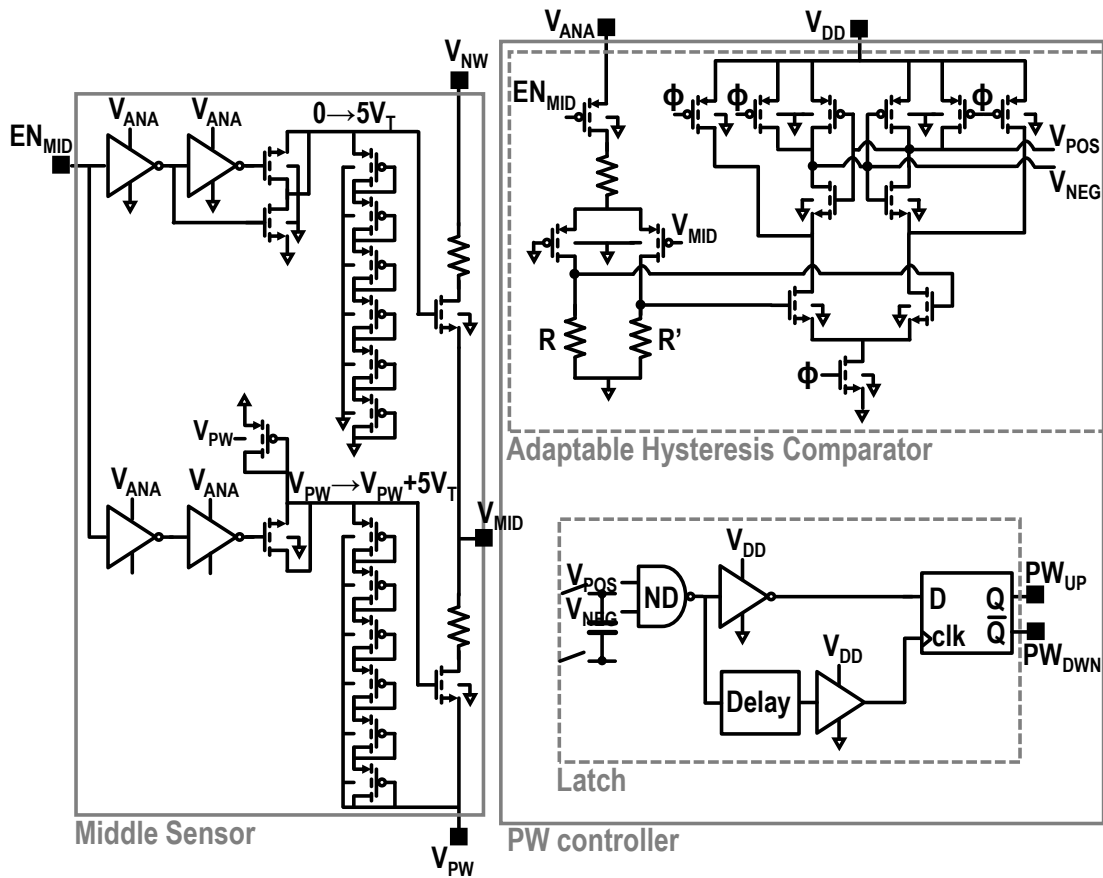 V_ANA
V_DD
V_NW
EN_MID
Φ
Φ
Φ
V_ANA
V_ANA
0→5V_T
EN_MID
V_POS
V_NEG
V_MID
R
R'
Φ
Adaptable Hysteresis Comparator
V_PW
V_ANA
V_ANA
V_PW→V_PW+5V_T
V_MID
V_DD
V_POS
V_NEG
ND
D
Q
Q̅
clk
PW_UP
PW_DWN
V_DD
Delay
Latch
Middle Sensor
PW controller
V_PW